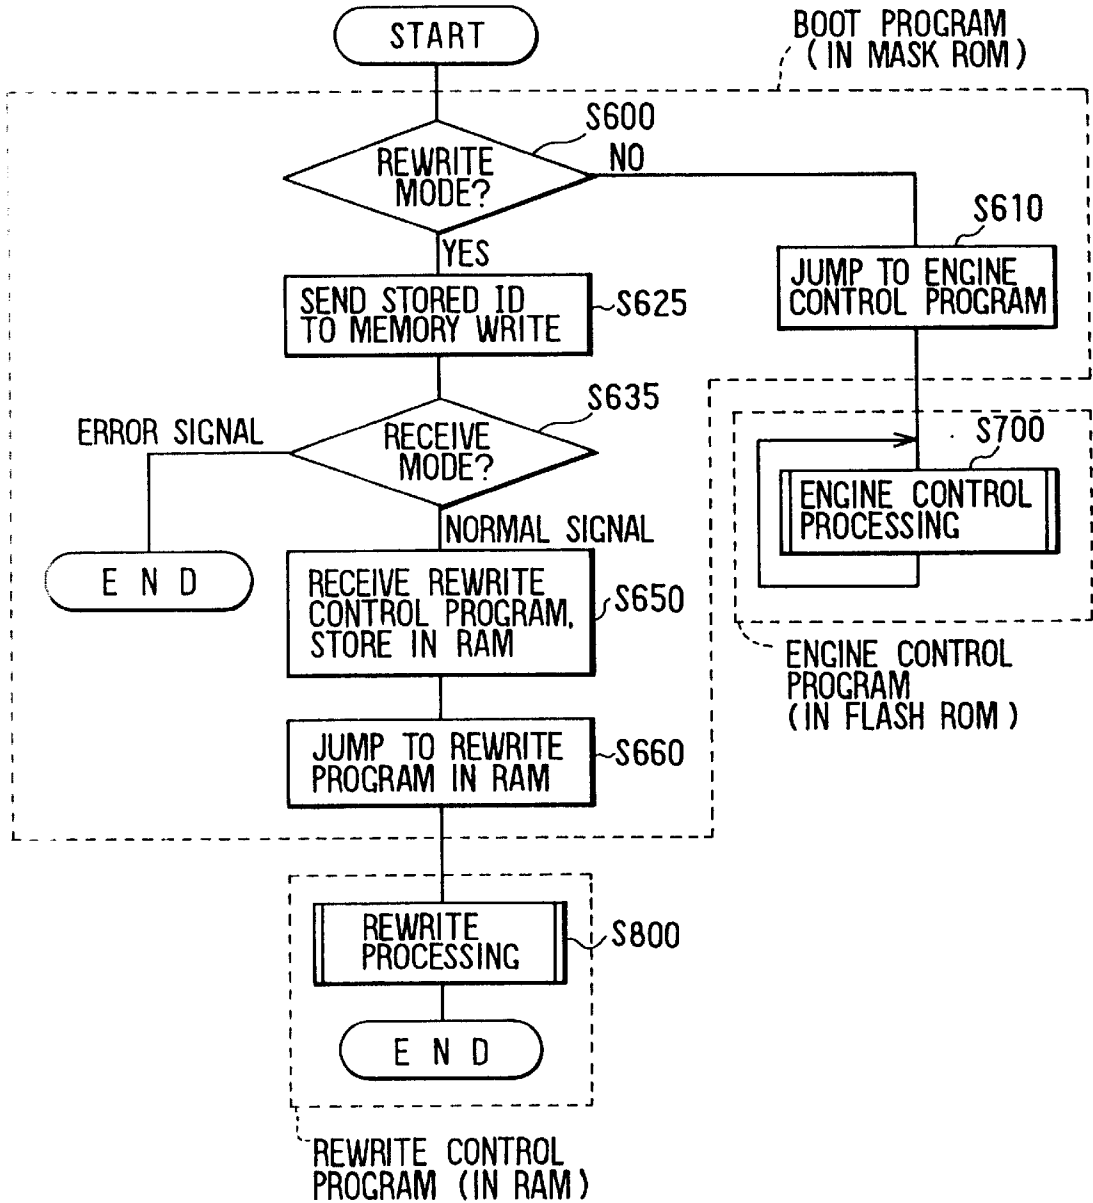 START
BOOT PROGRAM
(IN MASK ROM)
S600
REWRITE
MODE?
NO
YES
S610
JUMP TO ENGINE
CONTROL PROGRAM
SEND STORED ID
TO MEMORY WRITE
S625
S635
ERROR SIGNAL
RECEIVE
MODE?
NORMAL SIGNAL
END
S700
ENGINE CONTROL
PROCESSING
RECEIVE REWRITE
CONTROL PROGRAM,
STORE IN RAM
S650
ENGINE CONTROL
PROGRAM
(IN FLASH ROM)
JUMP TO REWRITE
PROGRAM IN RAM
S660
REWRITE
PROCESSING
S800
END
REWRITE CONTROL
PROGRAM (IN RAM)